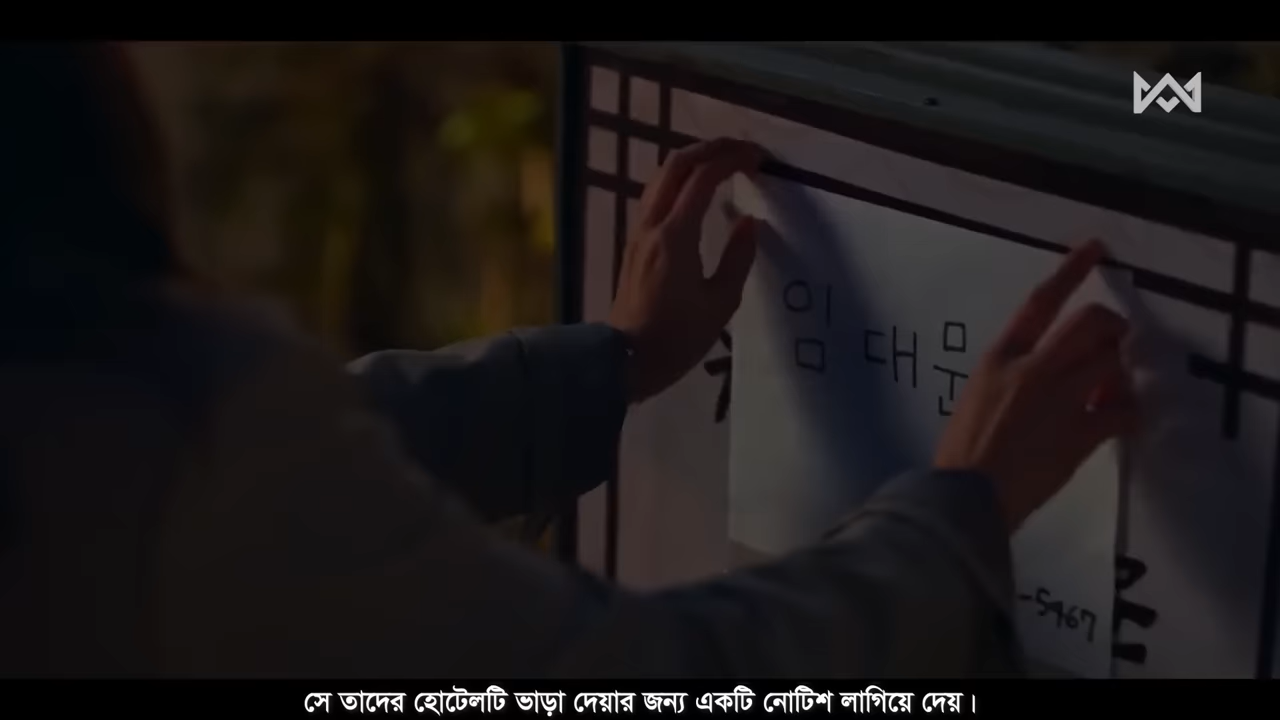 임대문
-5467
সে তাদের হোটেলটি ভাড়া দেয়ার জন্য একটি নোটিশ লাগিয়ে দেয়।